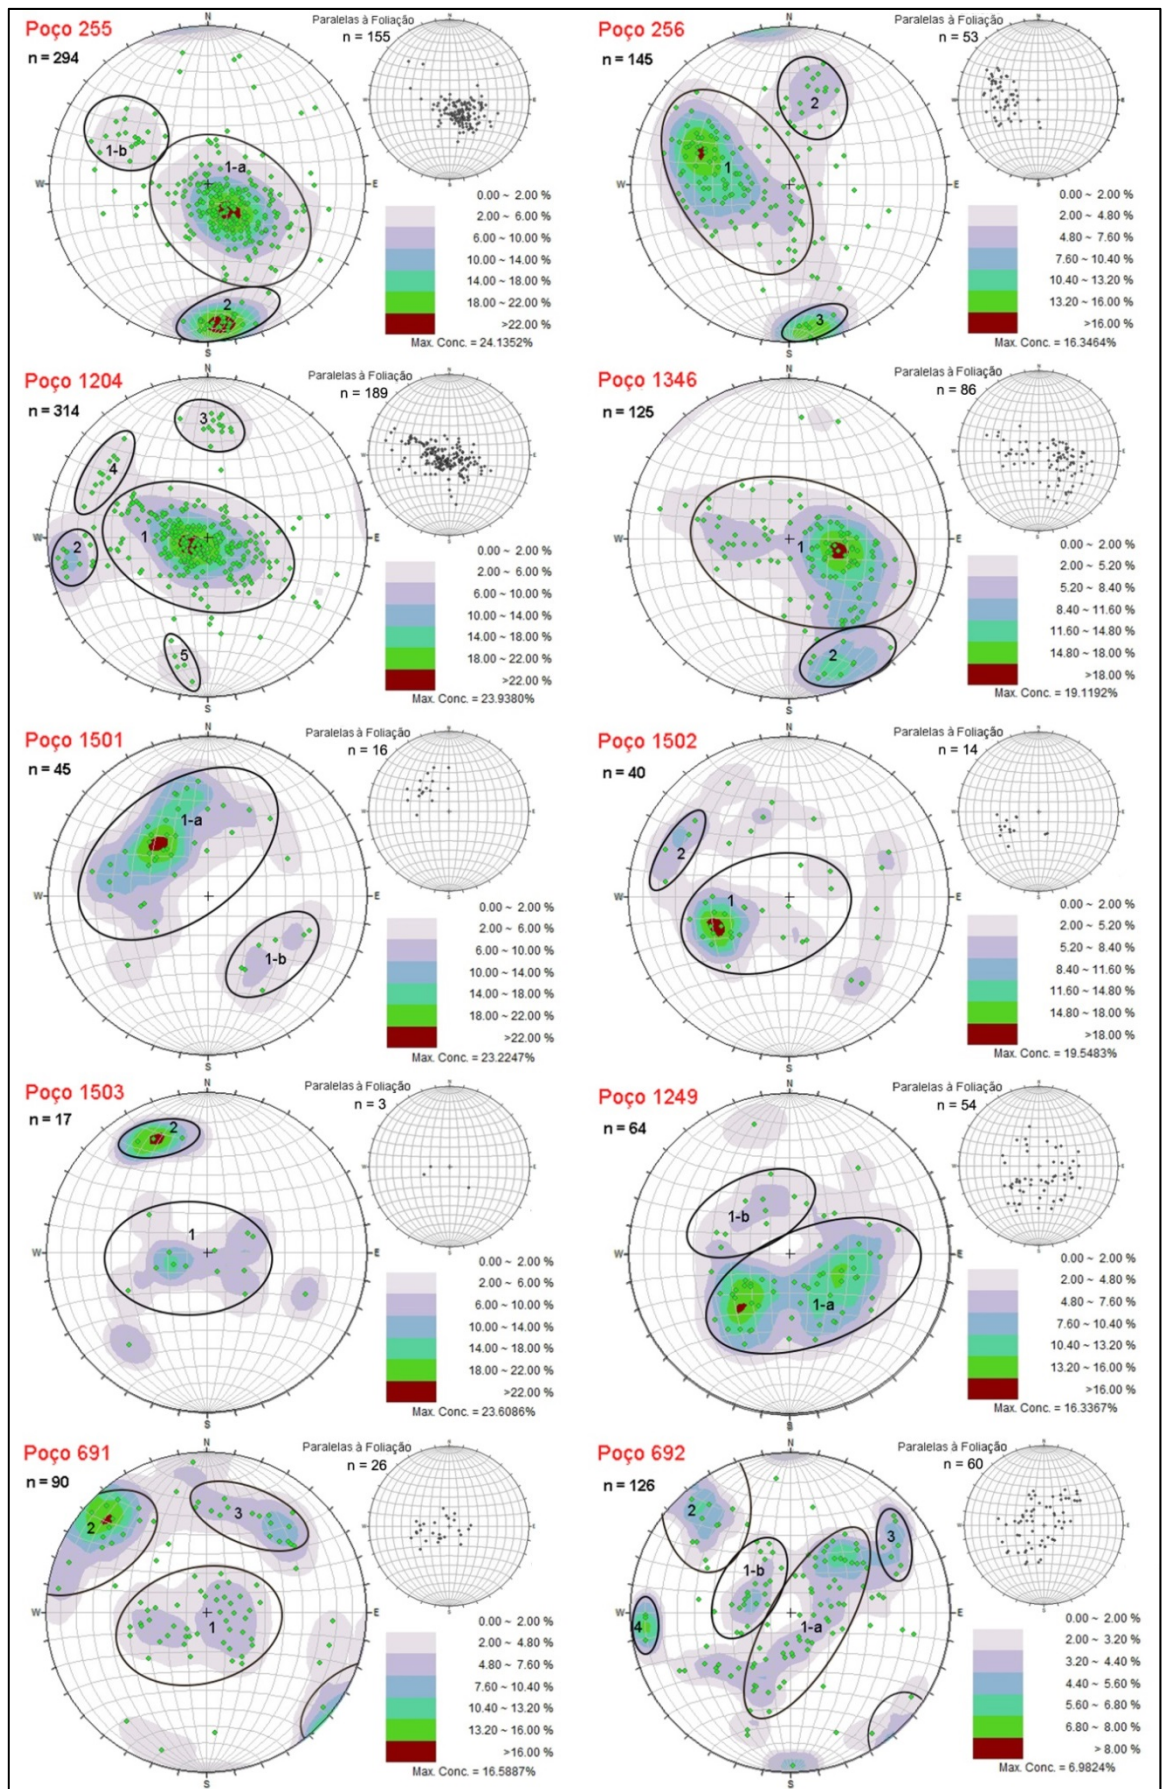 Poço 255
n = 294
N
W
E
S
1-b
1-a
2
Paralelas à Foliação
n = 155
0.00 ~ 2.00 %
2.00 ~ 6.00 %
6.00 ~ 10.00 %
10.00 ~ 14.00 %
14.00 ~ 18.00 %
18.00 ~ 22.00 %
>22.00 %
Max. Conc. = 24.1352%
Poço 256
n = 145
N
W
E
S
1
2
3
Paralelas à Foliação
n = 53
0.00 ~ 2.00 %
2.00 ~ 4.80 %
4.80 ~ 7.60 %
7.60 ~ 10.40 %
10.40 ~ 13.20 %
13.20 ~ 16.00 %
>16.00 %
Max. Conc. = 16.3464%
Poço 1204
n = 314
N
W
E
S
3
4
1
2
5
Paralelas à Foliação
n = 189
0.00 ~ 2.00 %
2.00 ~ 6.00 %
6.00 ~ 10.00 %
10.00 ~ 14.00 %
14.00 ~ 18.00 %
18.00 ~ 22.00 %
>22.00 %
Max. Conc. = 23.9380%
Poço 1346
n = 125
N
W
E
S
1
2
Paralelas à Foliação
n = 86
0.00 ~ 2.00 %
2.00 ~ 5.20 %
5.20 ~ 8.40 %
8.40 ~ 11.60 %
11.60 ~ 14.80 %
14.80 ~ 18.00 %
>18.00 %
Max. Conc. = 19.1192%
Poço 1501
n = 45
N
W
E
S
1-a
1-b
Paralelas à Foliação
n = 16
0.00 ~ 2.00 %
2.00 ~ 6.00 %
6.00 ~ 10.00 %
10.00 ~ 14.00 %
14.00 ~ 18.00 %
18.00 ~ 22.00 %
>22.00 %
Max. Conc. = 23.2247%
Poço 1502
n = 40
N
W
E
S
2
1
Paralelas à Foliação
n = 14
0.00 ~ 2.00 %
2.00 ~ 5.20 %
5.20 ~ 8.40 %
8.40 ~ 11.60 %
11.60 ~ 14.80 %
14.80 ~ 18.00 %
>18.00 %
Max. Conc. = 19.5483%
Poço 1503
n = 17
N
W
E
S
2
1
Paralelas à Foliação
n = 3
0.00 ~ 2.00 %
2.00 ~ 6.00 %
6.00 ~ 10.00 %
10.00 ~ 14.00 %
14.00 ~ 18.00 %
18.00 ~ 22.00 %
>22.00 %
Max. Conc. = 23.6086%
Poço 1249
n = 64
N
W
E
1-b
1-a
Paralelas à Foliação
n = 54
0.00 ~ 2.00 %
2.00 ~ 4.80 %
4.80 ~ 7.60 %
7.60 ~ 10.40 %
10.40 ~ 13.20 %
13.20 ~ 16.00 %
>16.00 %
Max. Conc. = 16.3367%
Poço 691
n = 90
N
W
E
S
2
3
1
Paralelas à Foliação
n = 26
0.00 ~ 2.00 %
2.00 ~ 4.80 %
4.80 ~ 7.60 %
7.60 ~ 10.40 %
10.40 ~ 13.20 %
13.20 ~ 16.00 %
>16.00 %
Max. Conc. = 16.5887%
Poço 692
n = 126
N
W
E
S
2
3
1-b
4
1-a
Paralelas à Foliação
n = 60
0.00 ~ 2.00 %
2.00 ~ 3.20 %
3.20 ~ 4.40 %
4.40 ~ 5.60 %
5.60 ~ 6.80 %
6.80 ~ 8.00 %
> 8.00 %
Max. Conc. = 6.9824%